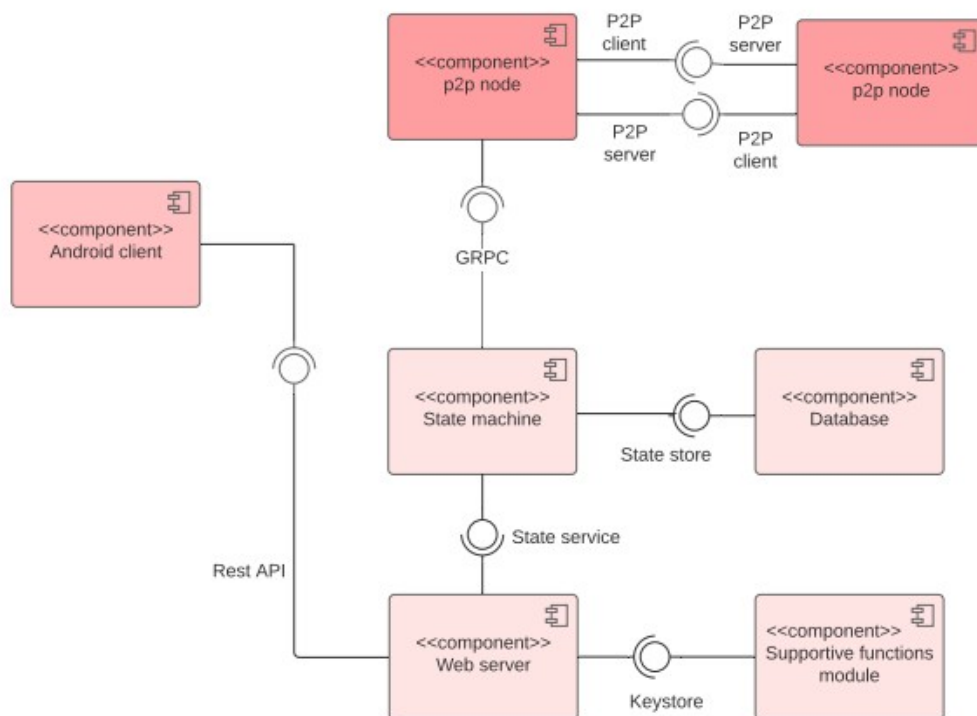 P2P
client
P2P
server
<<component>>
p2p node
<<component>>
p2p node
P2P
server
P2P
client
<<component>>
Android client
GRPC
<<component>>
State machine
<<component>>
Database
State store
State service
Rest API
<<component>>
Web server
<<component>>
Supportive functions
module
Keystore